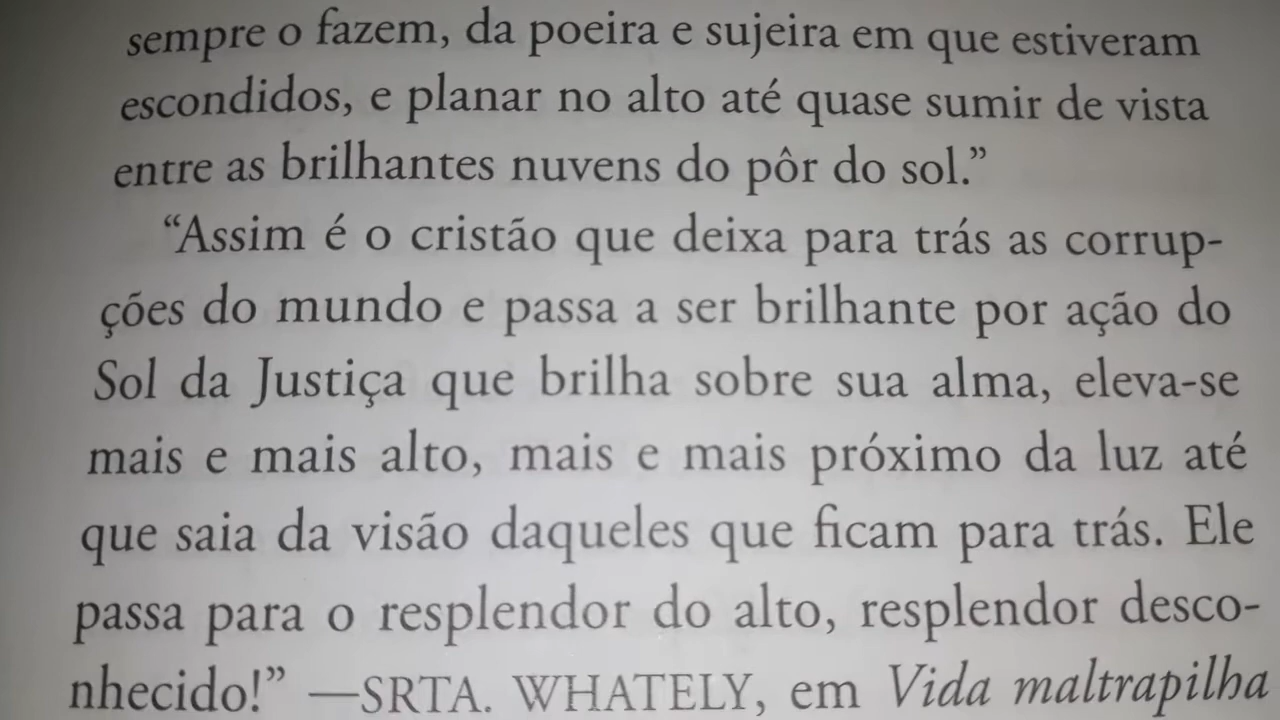 sempre o fazem, da poeira e sujeira em que estiveram
escondidos, e planar no alto até quase sumir de vista
entre as brilhantes nuvens do pôr do sol.”
“Assim é o cristão que deixa para trás as corrup-
ções do mundo e passa a ser brilhante por ação do
Sol da Justiça que brilha sobre sua alma, eleva-se
mais e mais alto, mais e mais próximo da luz até
que saia da visão daqueles que ficam para trás. Ele
passa para o resplendor do alto, resplendor desco-
nhecido!” —SRTA. WHATELY, em Vida maltrapilha